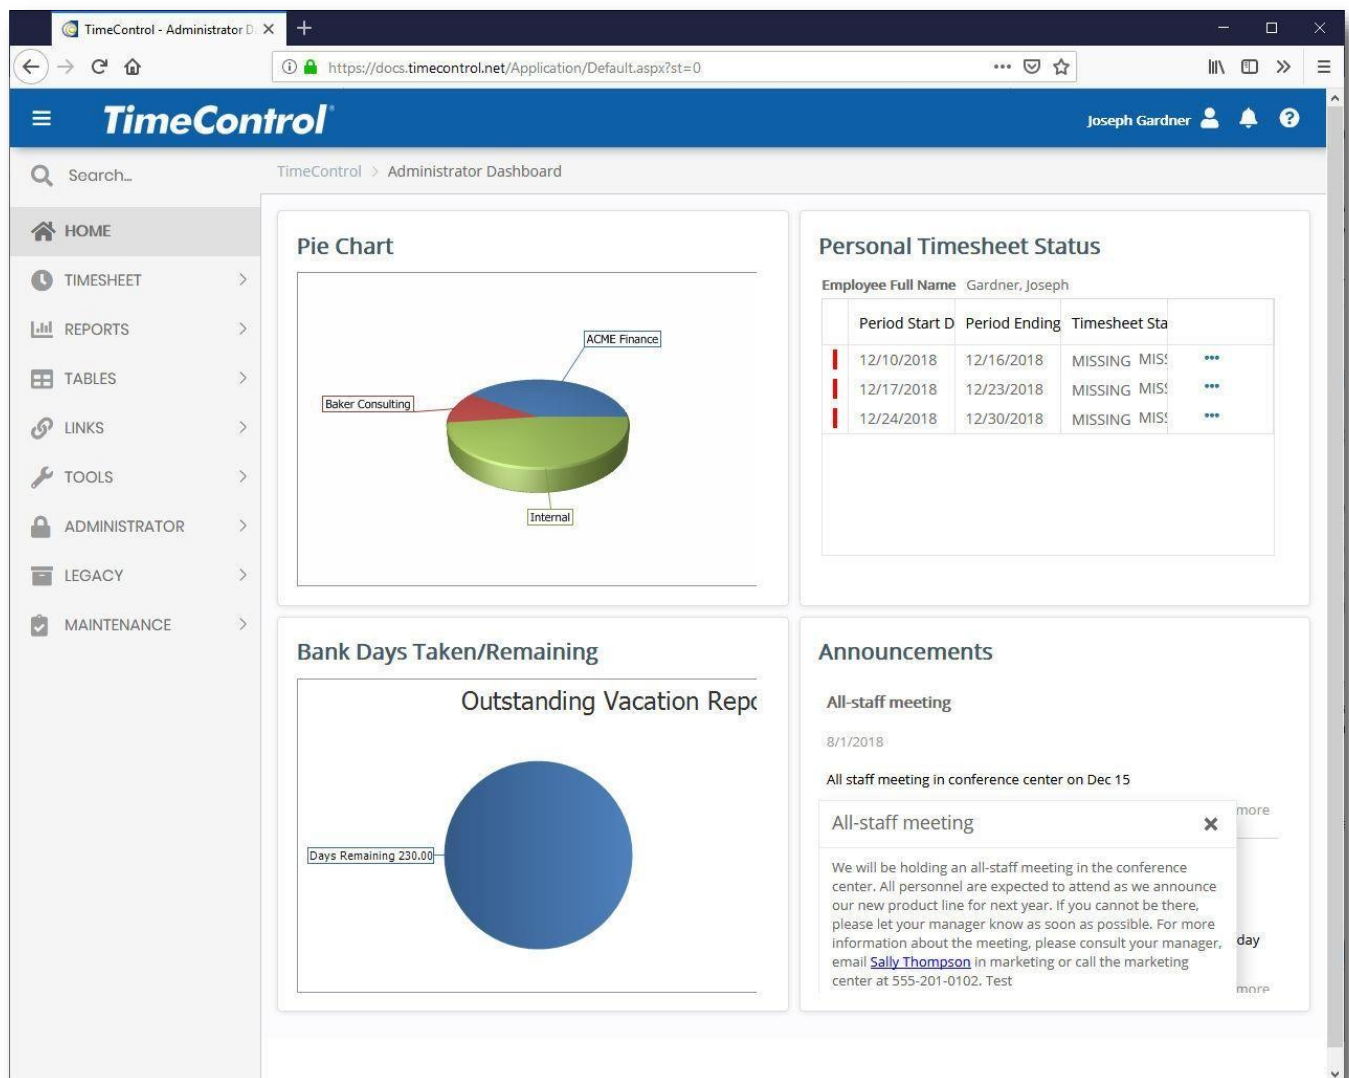 TimeControl - Administrator D
https://docs.timecontrol.net/Application/Default.aspx?st=0
TimeControl
Joseph Gardner
Search...
TimeControl > Administrator Dashboard
HOME
TIMESHEET
REPORTS
TABLES
LINKS
TOOLS
ADMINISTRATOR
LEGACY
MAINTENANCE
Pie Chart
ACME Finance
Baker Consulting
Internal
Personal Timesheet Status
Employee Full Name Gardner, Joseph
Period Start D Period Ending Timesheet Sta
12/10/2018 12/16/2018 MISSING MISS
12/17/2018 12/23/2018 MISSING MISS
12/24/2018 12/30/2018 MISSING MISS
Bank Days Taken/Remaining
Outstanding Vacation Repo
Days Remaining 230.00
Announcements
All-staff meeting
8/1/2018
All staff meeting in conference center on Dec 15
more
All-staff meeting
We will be holding an all-staff meeting in the conference
center. All personnel are expected to attend as we announce
our new product line for next year. If you cannot be there,
please let your manager know as soon as possible. For more
information about the meeting, please consult your manager,
email Sally Thompson in marketing or call the marketing
center at 555-201-0102. Test
day
more